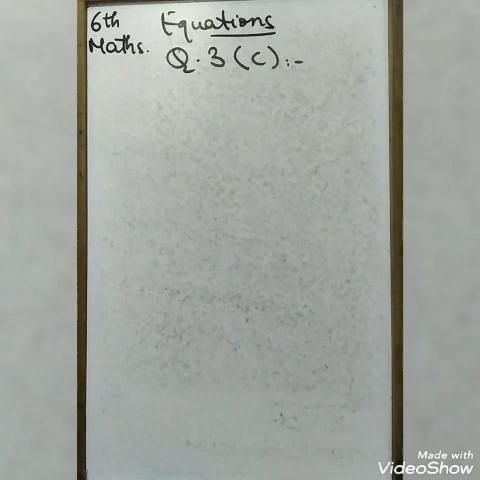 6th Equations
Maths.
Q. 3 (C) :-
Made with
VideoShow